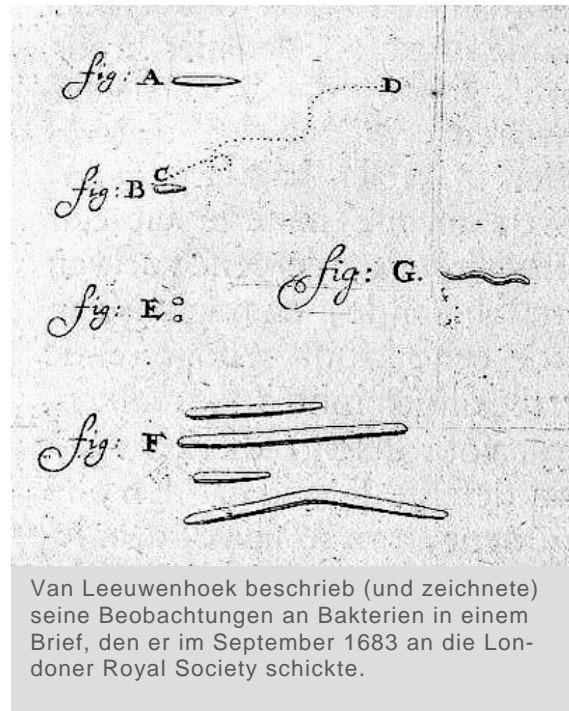 fig: A
D
C
fig: B
fig: G.
fig: E
fig: F
Van Leeuwenhoek beschrieb (und zeichnete)
seine Beobachtungen an Bakterien in einem
Brief, den er im September 1683 an die Lon-
doner Royal Society schickte.